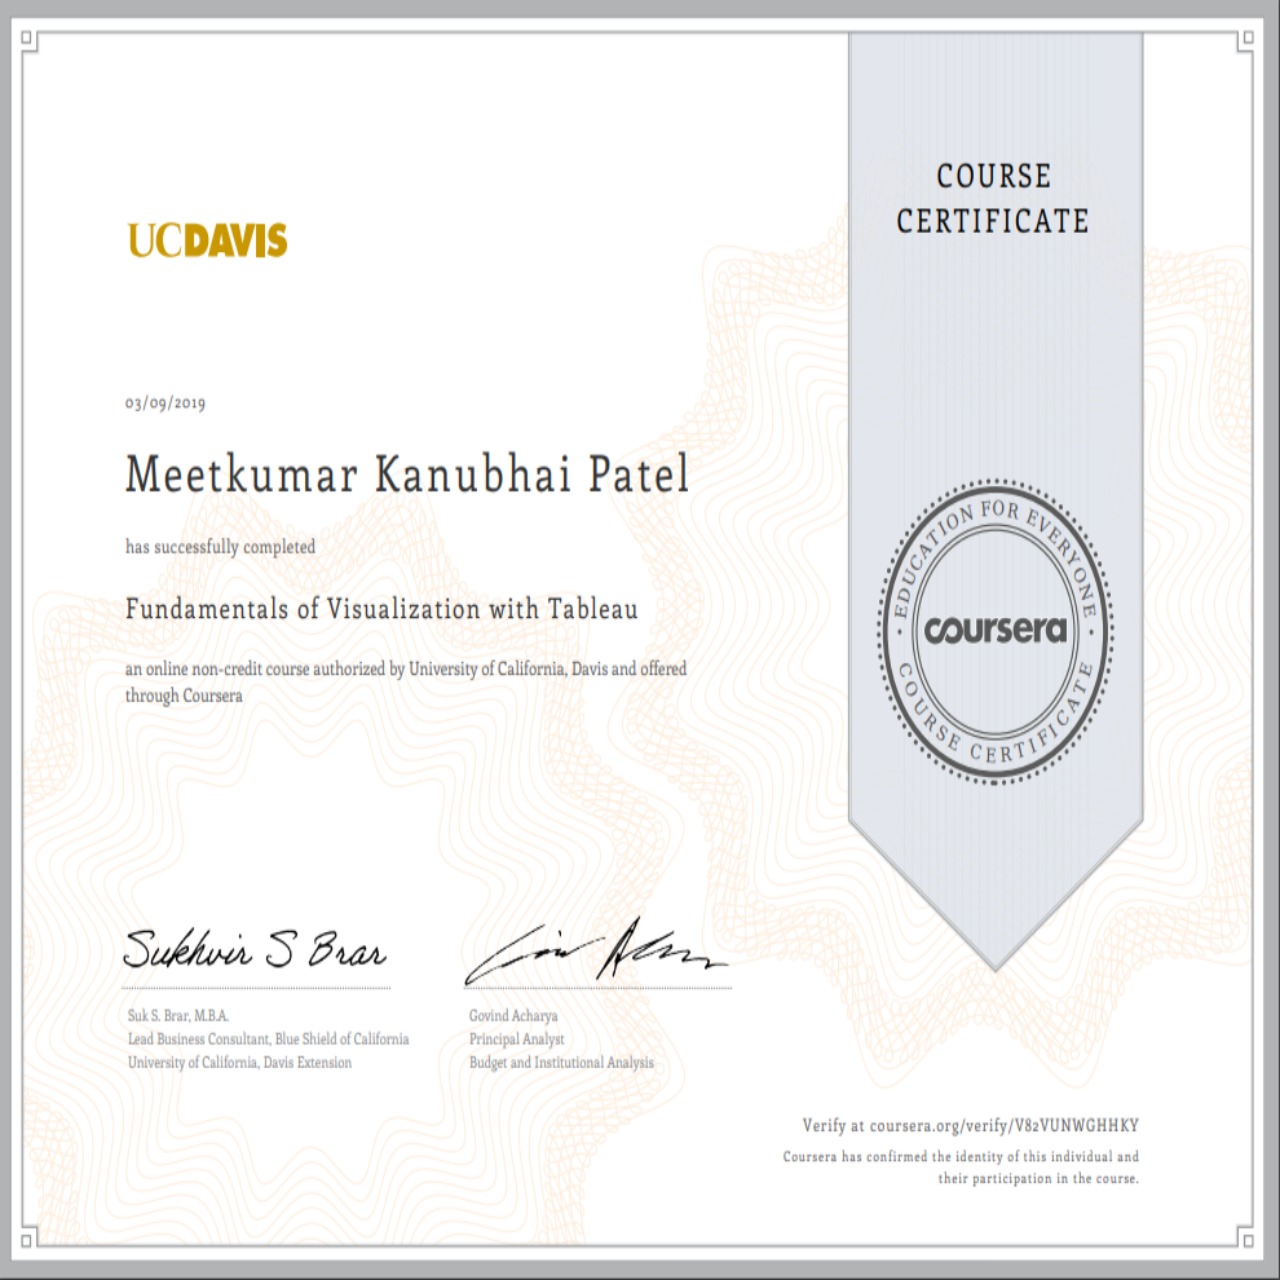 COURSE
CERTIFICATE
UCDAVIS
03/09/2019
Meetkumar Kanubhai Patel
has successfully completed
Fundamentals of Visualization with Tableau
an online non-credit course authorized by University of California, Davis and offered
through Coursera
EDUCATION FOR EVERYONE
coursera
COURSE CERTIFICATE
Sukhvir S Brar
Suk S. Brar, M.B.A.
Lead Business Consultant, Blue Shield of California
University of California, Davis Extension
Govind Acharya
Principal Analyst
Budget and Institutional Analysis
Verify at coursera.org/verify/V82VUNWGHHKY
Coursera has confirmed the identity of this individual and
their participation in the course.